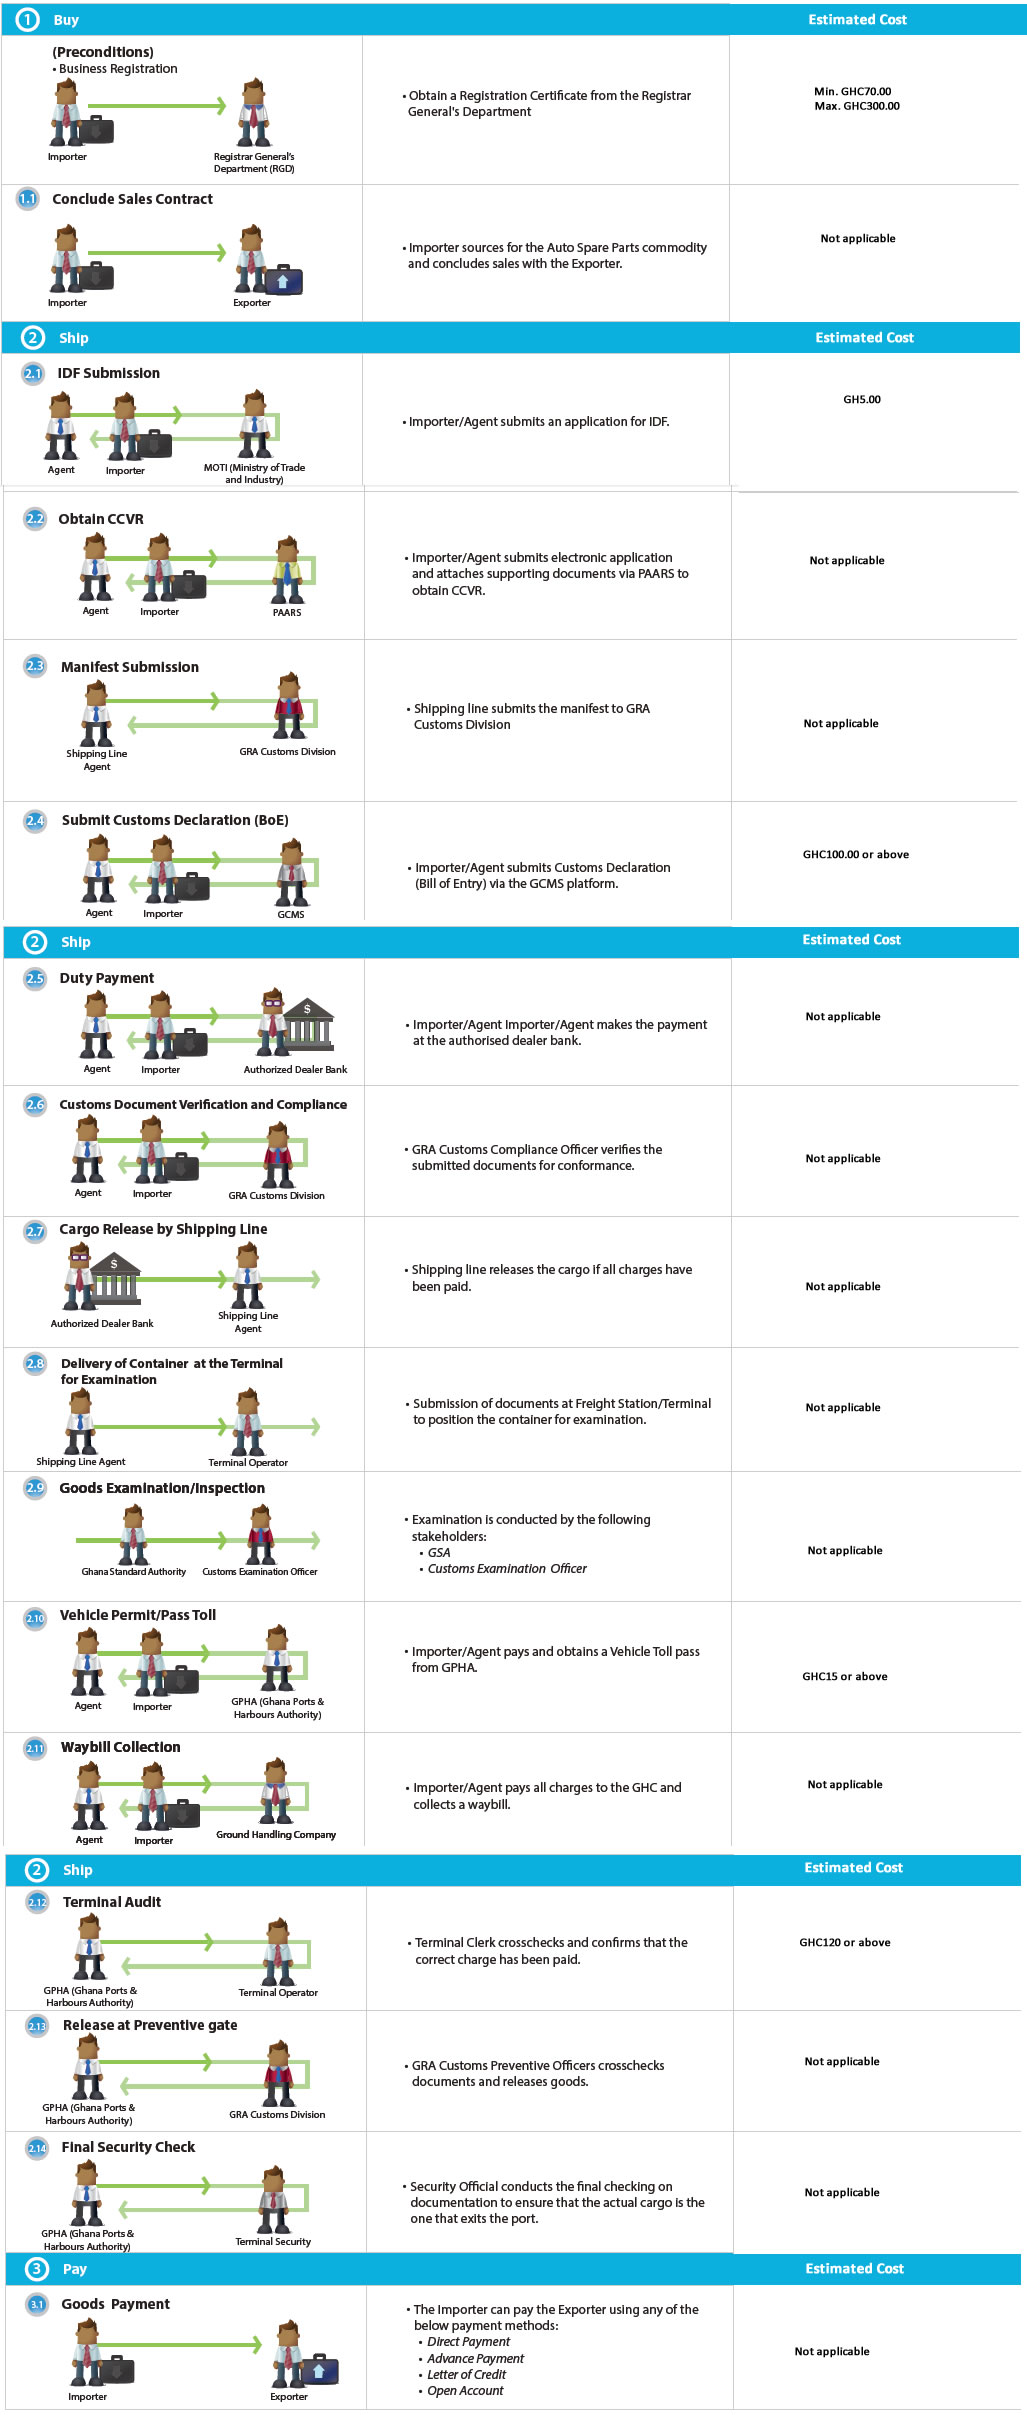 1 Buy Estimated Cost
(Preconditions)
• Business Registration
Importer
Registrar General's
Department (RGD)
• Obtain a Registration Certificate from the Registrar
General's Department
Min. GHC70.00
Max. GHC300.00
1.1 Conclude Sales Contract
Importer
Exporter
• Importer sources for the Auto Spare Parts commodity
and concludes sales with the Exporter.
Not applicable
2 Ship Estimated Cost
2.1 IDF Submission
Agent
Importer
MOTI (Ministry of Trade
and Industry)
• Importer/Agent submits an application for IDF.
GH5.00
2.2 Obtain CCVR
Agent
Importer
PAARS
• Importer/Agent submits electronic application
and attaches supporting documents via PAARS to
obtain CCVR.
Not applicable
2.3 Manifest Submission
Shipping Line
Agent
GRA Customs Division
• Shipping line submits the manifest to GRA
Customs Division
Not applicable
2.4 Submit Customs Declaration (BoE)
Agent
Importer
GCMS
• Importer/Agent submits Customs Declaration
(Bill of Entry) via the GCMS platform.
GHC100.00 or above
2 Ship Estimated Cost
2.5 Duty Payment
$
Agent
Importer
Authorized Dealer Bank
• Importer/Agent Importer/Agent makes the payment
at the authorised dealer bank.
Not applicable
2.6 Customs Document Verification and Compliance
Agent
Importer
GRA Customs Division
• GRA Customs Compliance Officer verifies the
submitted documents for conformance.
Not applicable
2.7 Cargo Release by Shipping Line
$
Authorized Dealer Bank
Shipping Line
Agent
• Shipping line releases the cargo if all charges have
been paid.
Not applicable
2.8 Delivery of Container at the Terminal
for Examination
Shipping Line Agent
Terminal Operator
• Submission of documents at Freight Station/Terminal
to position the container for examination.
Not applicable
2.9 Goods Examination/Inspection
Ghana Standard Authority
Customs Examination Officer
• Examination is conducted by the following
stakeholders:
• GSA
• Customs Examination Officer
Not applicable
2.10 Vehicle Permit/Pass Toll
Agent
Importer
GPHA (Ghana Ports &
Harbours Authority)
• Importer/Agent pays and obtains a Vehicle Toll pass
from GPHA.
GHC15 or above
2.11 Waybill Collection
Agent
Importer
Ground Handling Company
• Importer/Agent pays all charges to the GHC and
collects a waybill.
Not applicable
2 Ship Estimated Cost
2.12 Terminal Audit
GPHA (Ghana Ports &
Harbours Authority)
Terminal Operator
• Terminal Clerk crosschecks and confirms that the
correct charge has been paid.
GHC120 or above
2.13 Release at Preventive gate
GPHA (Ghana Ports &
Harbours Authority)
GRA Customs Division
• GRA Customs Preventive Officers crosschecks
documents and releases goods.
Not applicable
2.14 Final Security Check
GPHA (Ghana Ports &
Harbours Authority)
Terminal Security
• Security Official conducts the final checking on
documentation to ensure that the actual cargo is the
one that exits the port.
Not applicable
3 Pay Estimated Cost
3.1 Goods Payment
Importer
Exporter
• The Importer can pay the Exporter using any of the
below payment methods:
• Direct Payment
• Advance Payment
• Letter of Credit
• Open Account
Not applicable